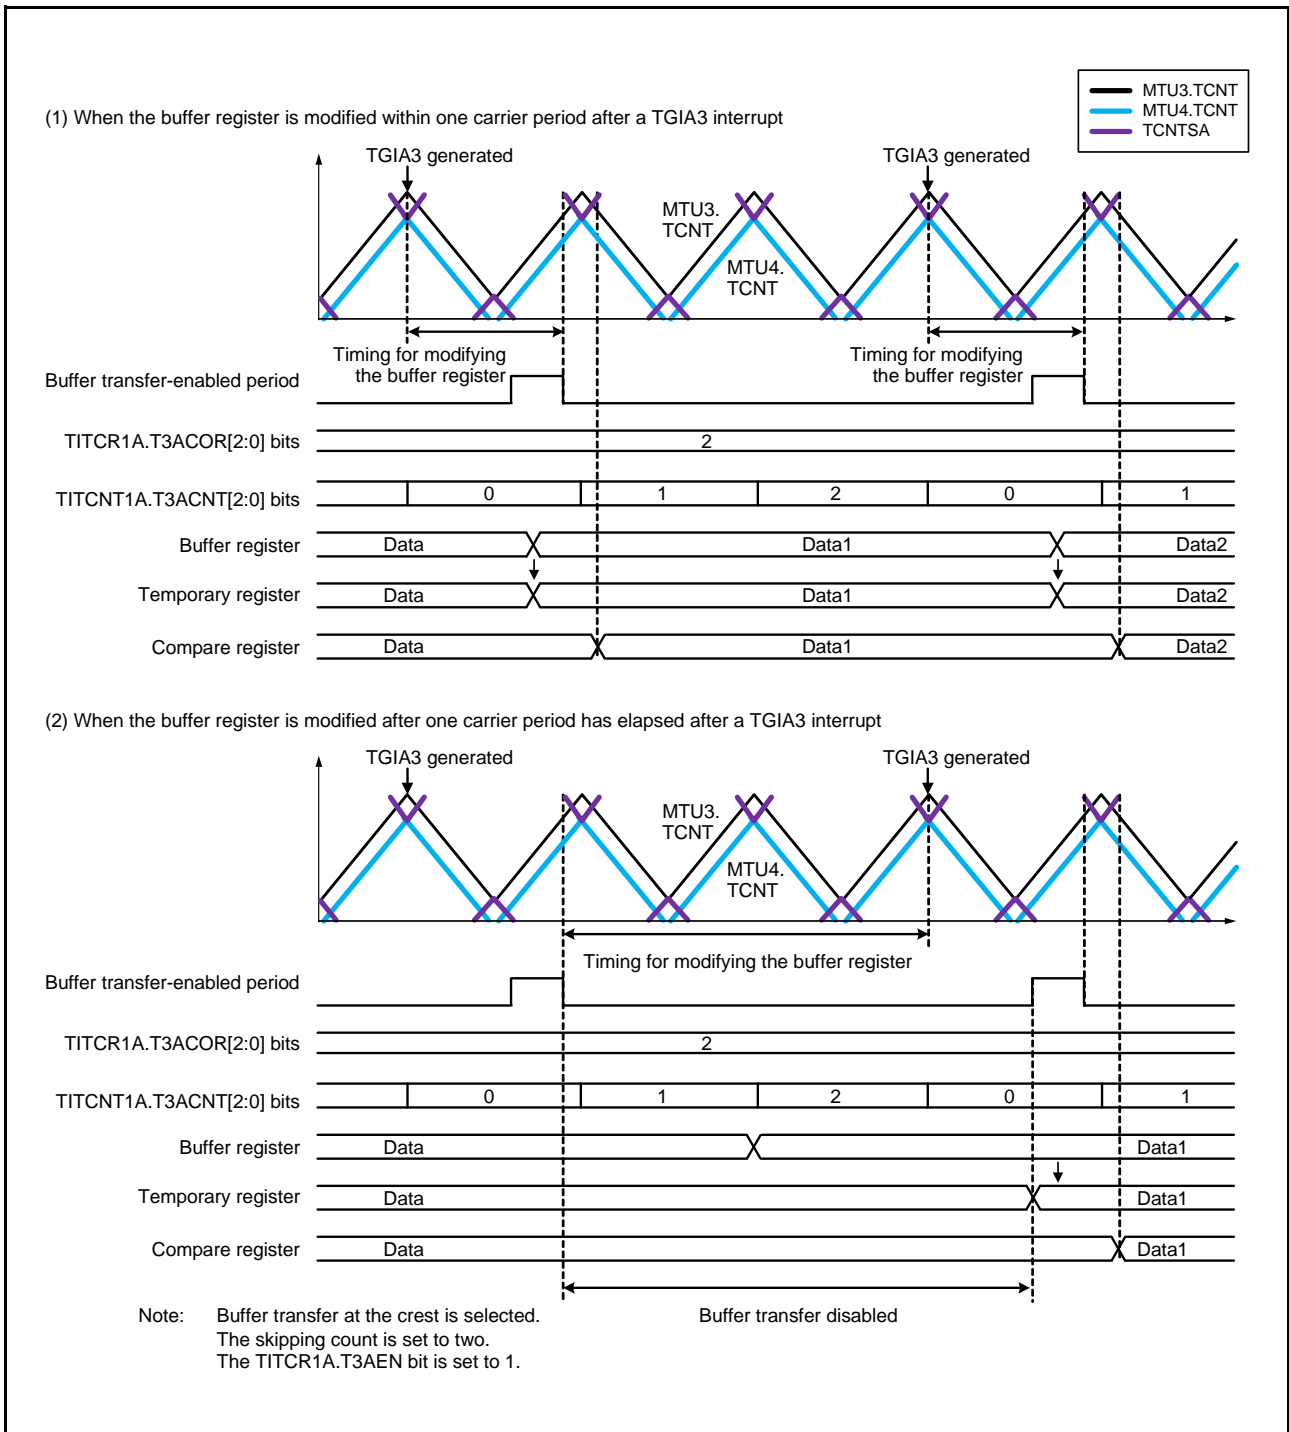 MTU3.TCNT
MTU4.TCNT
TCNTSA
(1) When the buffer register is modified within one carrier period after a TGIA3 interrupt
TGIA3 generated
TGIA3 generated
MTU3.
TCNT
MTU4.
TCNT
Timing for modifying
the buffer register
Timing for modifying
the buffer register
Buffer transfer-enabled period
TITCR1A.T3ACOR[2:0] bits
2
TITCNT1A.T3ACNT[2:0] bits
0
1
2
0
1
Buffer register
Data
Data1
Data2
Temporary register
Data
Data1
Data2
Compare register
Data
Data1
Data2
(2) When the buffer register is modified after one carrier period has elapsed after a TGIA3 interrupt
TGIA3 generated
TGIA3 generated
MTU3.
TCNT
MTU4.
TCNT
Timing for modifying the buffer register
Buffer transfer-enabled period
TITCR1A.T3ACOR[2:0] bits
2
TITCNT1A.T3ACNT[2:0] bits
0
1
2
0
1
Buffer register
Data
Data1
Temporary register
Data
Data1
Compare register
Data
Data1
Buffer transfer disabled
Note: Buffer transfer at the crest is selected.
The skipping count is set to two.
The TITCR1A.T3AEN bit is set to 1.